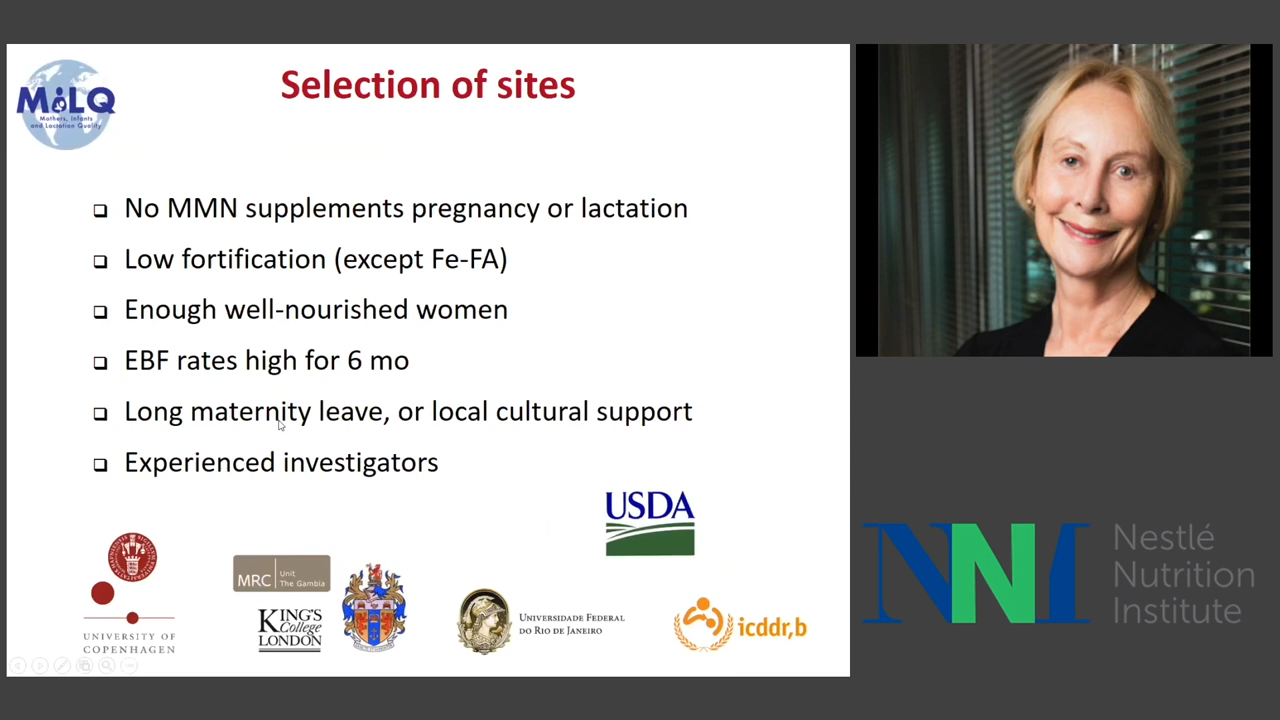 MiLQ
Mothers, Infants
and Lactation Quality
Selection of sites
No MMN supplements pregnancy or lactation
Low fortification (except Fe-FA)
Enough well-nourished women
EBF rates high for 6 mo
Long maternity leave, or local cultural support
Experienced investigators
USDA
UNIVERSITY OF
COPENHAGEN
MRC Unit
The Gambia
KING'S
College
LONDON
UNIVERSIDADE FEDERAL
DO RIO DE JANEIRO
icddr,b
NNI
Nestlé
Nutrition
Institute